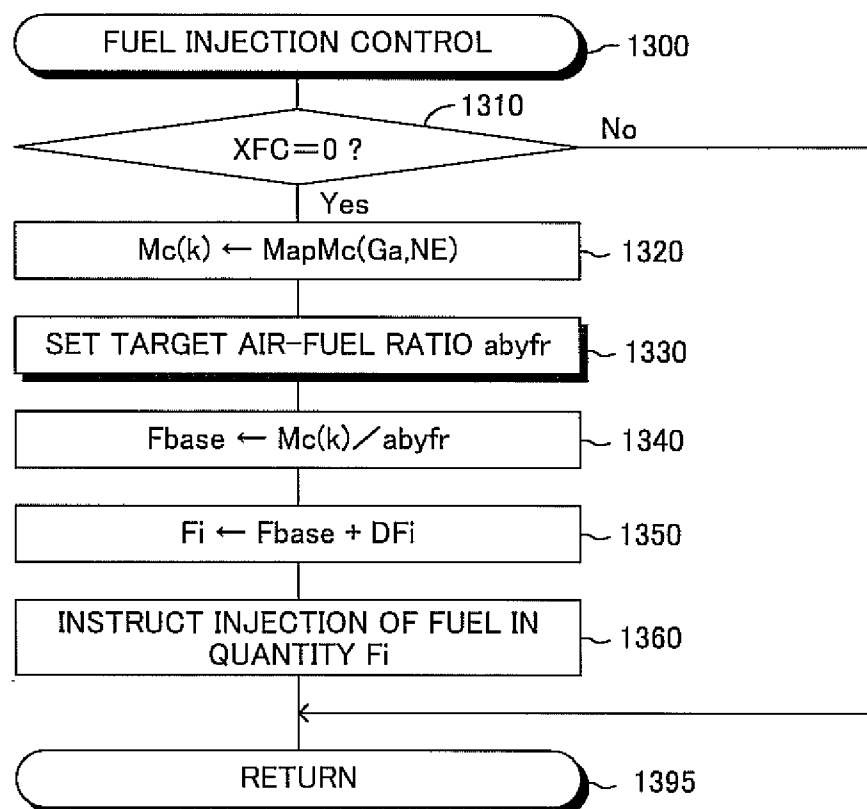 FUEL INJECTION CONTROL
1300
1310
XFC=0 ?
No
Yes
Mc(k) ← MapMc(Ga,NE)
1320
SET TARGET AIR-FUEL RATIO abyfr
1330
Fbase ← Mc(k)／abyfr
1340
Fi ← Fbase + DFi
1350
INSTRUCT INJECTION OF FUEL IN
QUANTITY Fi
1360
RETURN
1395